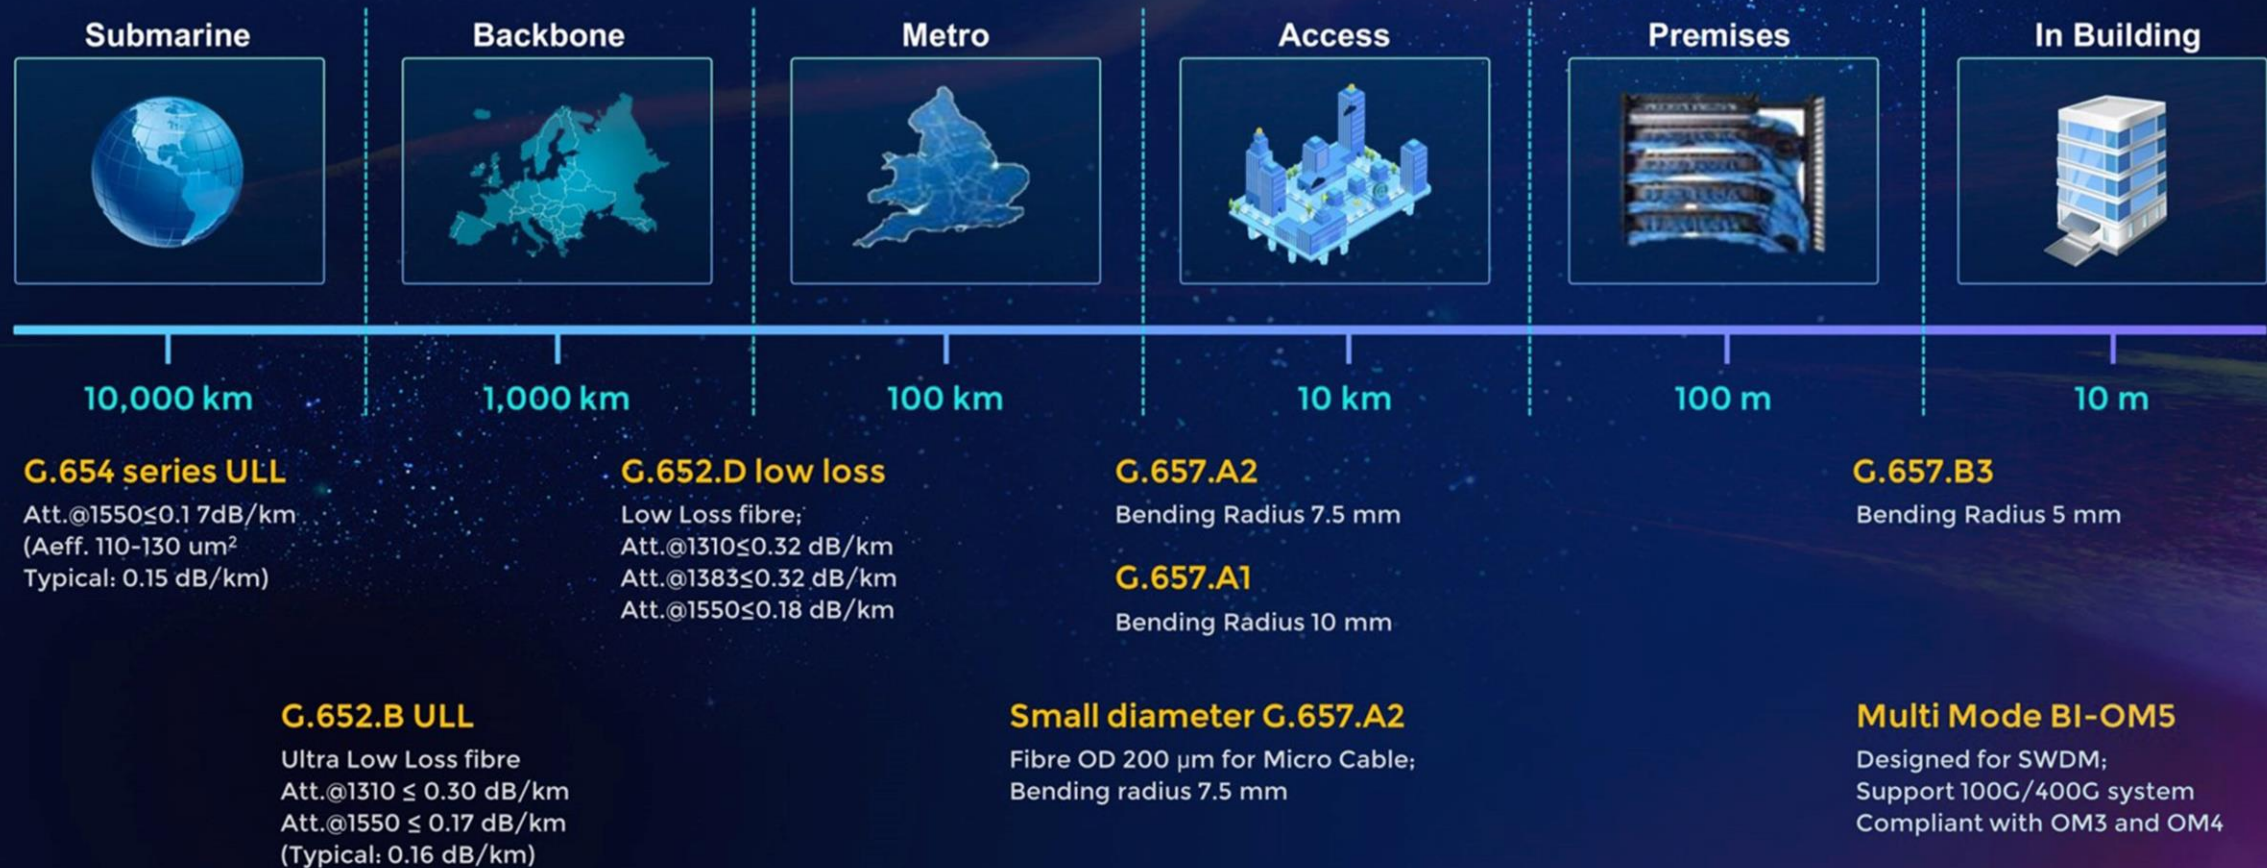 Submarine
Backbone
Metro
Access
Premises
In Building
10,000 km
1,000 km
100 km
10 km
100 m
10 m
G.654 series ULL
Att.@1550≤0.1 7dB/km
(Aeff. 110-130 um²
Typical: 0.15 dB/km)
G.652.D low loss
Low Loss fibre;
Att.@1310≤0.32 dB/km
Att.@1383≤0.32 dB/km
Att.@1550≤0.18 dB/km
G.657.A2
Bending Radius 7.5 mm
G.657.A1
Bending Radius 10 mm
G.657.B3
Bending Radius 5 mm
G.652.B ULL
Ultra Low Loss fibre
Att.@1310 ≤ 0.30 dB/km
Att.@1550 ≤ 0.17 dB/km
(Typical: 0.16 dB/km)
Small diameter G.657.A2
Fibre OD 200 µm for Micro Cable;
Bending radius 7.5 mm
Multi Mode BI-OM5
Designed for SWDM;
Support 100G/400G system
Compliant with OM3 and OM4